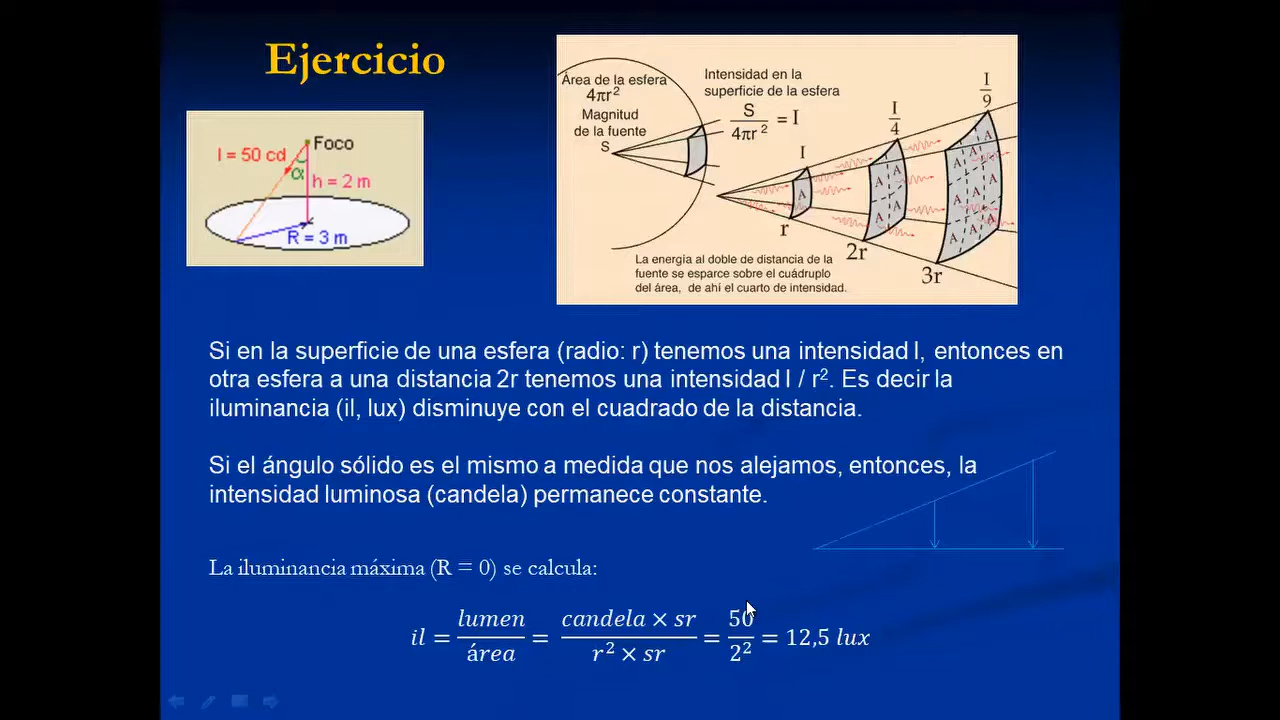 Ejercicio
Foco
I = 50 cd
α
h = 2 m
R = 3 m
Área de la esfera
4πr²
Magnitud
de la fuente
S
Intensidad en la
superficie de la esfera
S / 4πr² = I
I
I/4
I/9
A
A A
A A
A A A
A A A
A A A
r
2r
3r
La energía al doble de distancia de la
fuente se esparce sobre el cuádruplo
del área, de ahí el cuarto de intensidad.
Si en la superficie de una esfera (radio: r) tenemos una intensidad I, entonces en
otra esfera a una distancia 2r tenemos una intensidad I / r². Es decir la
iluminancia (il, lux) disminuye con el cuadrado de la distancia.
Si el ángulo sólido es el mismo a medida que nos alejamos, entonces, la
intensidad luminosa (candela) permanece constante.
La iluminancia máxima (R = 0) se calcula:
il = lumen / área = candela × sr / r² × sr = 50 / 2² = 12,5 lux